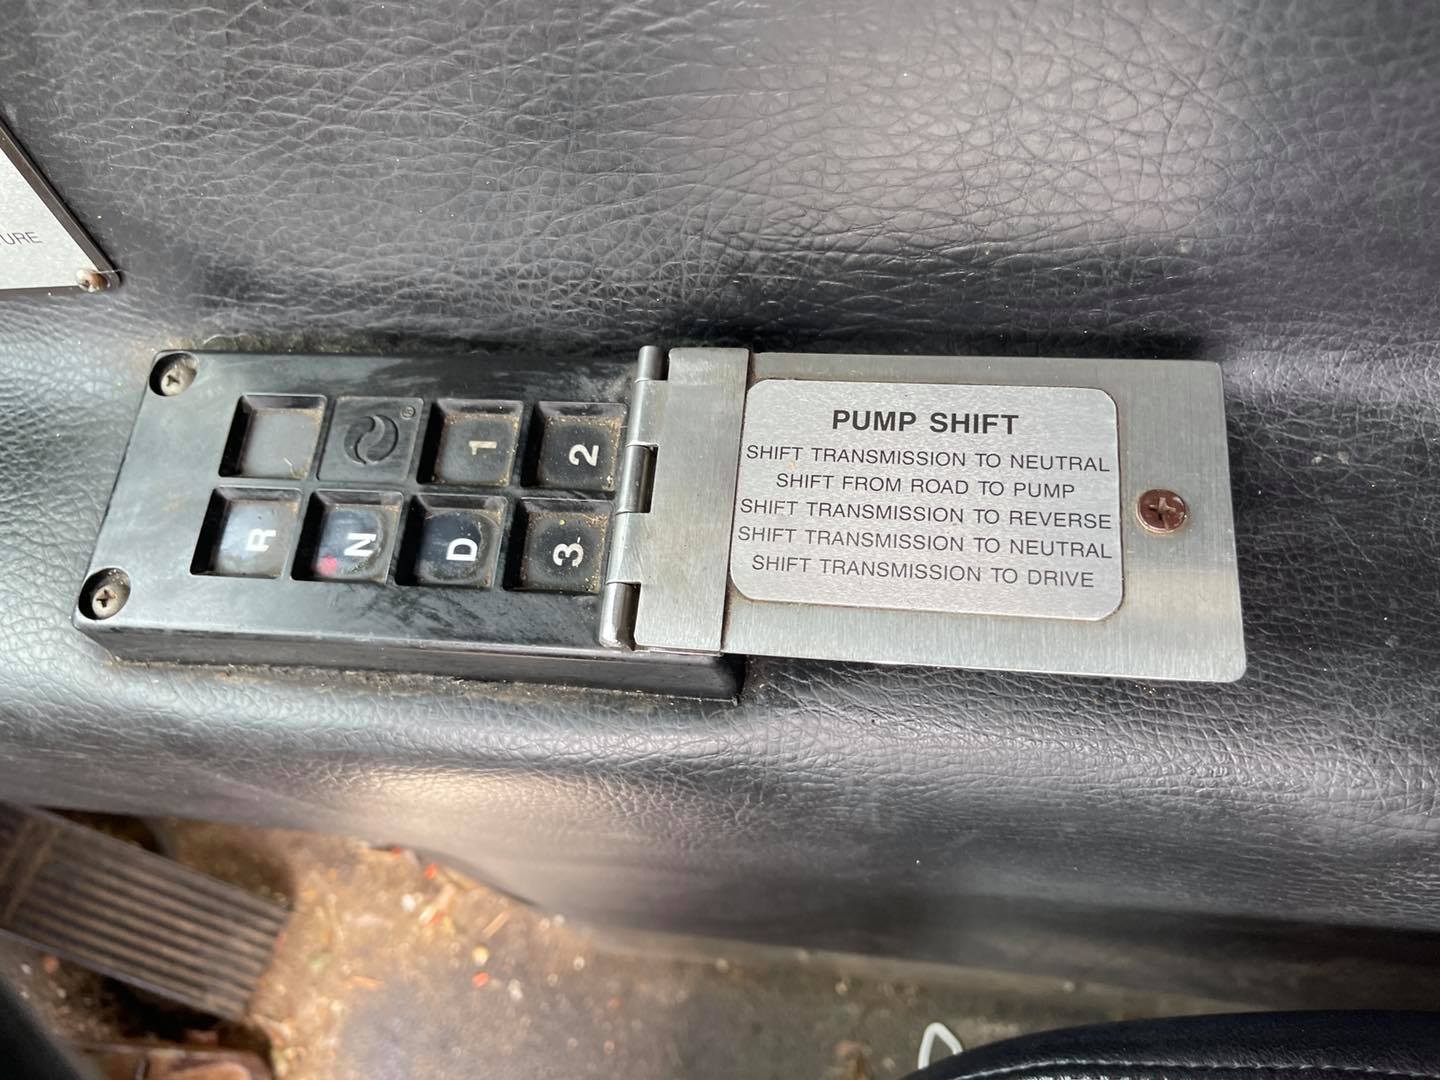 URE
1
2
R
N
D
3
PUMP SHIFT
SHIFT TRANSMISSION TO NEUTRAL
SHIFT FROM ROAD TO PUMP
SHIFT TRANSMISSION TO REVERSE
SHIFT TRANSMISSION TO NEUTRAL
SHIFT TRANSMISSION TO DRIVE